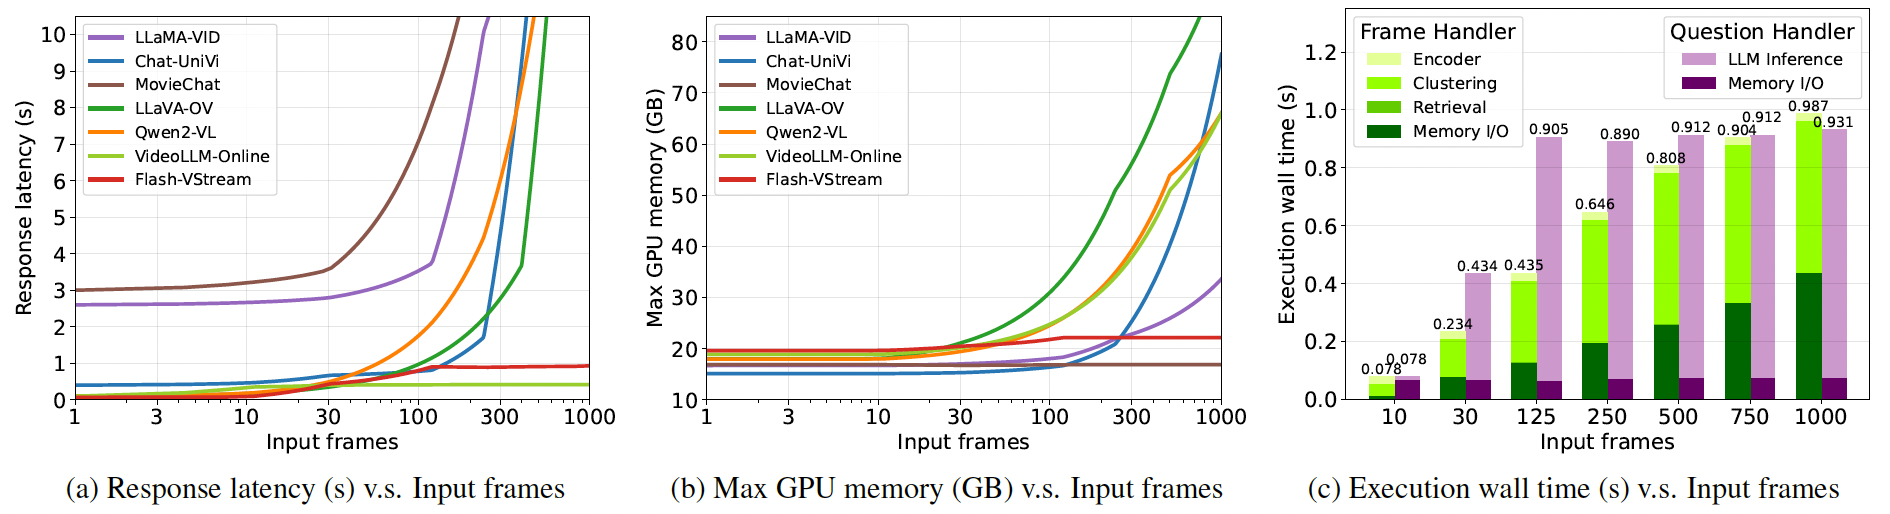 Response latency (s)
10
9
8
7
6
5
4
3
2
1
0
LLaMA-VID
Chat-UniVi
MovieChat
LLaVA-OV
Qwen2-VL
VideoLLM-Online
Flash-VStream
1 3 10 30 100 300 1000
Input frames
(a) Response latency (s) v.s. Input frames
Max GPU memory (GB)
80
70
60
50
40
30
20
10
LLaMA-VID
Chat-UniVi
MovieChat
LLaVA-OV
Qwen2-VL
VideoLLM-Online
Flash-VStream
1 3 10 30 100 300 1000
Input frames
(b) Max GPU memory (GB) v.s. Input frames
Execution wall time (s)
1.2
1.0
0.8
0.6
0.4
0.2
0.0
Frame Handler
Encoder
Clustering
Retrieval
Memory I/O
Question Handler
LLM Inference
Memory I/O
0.078 0.078
0.234 0.434
0.435 0.905
0.646 0.890
0.808 0.912
0.904 0.912
0.987 0.931
10 30 125 250 500 750 1000
Input frames
(c) Execution wall time (s) v.s. Input frames